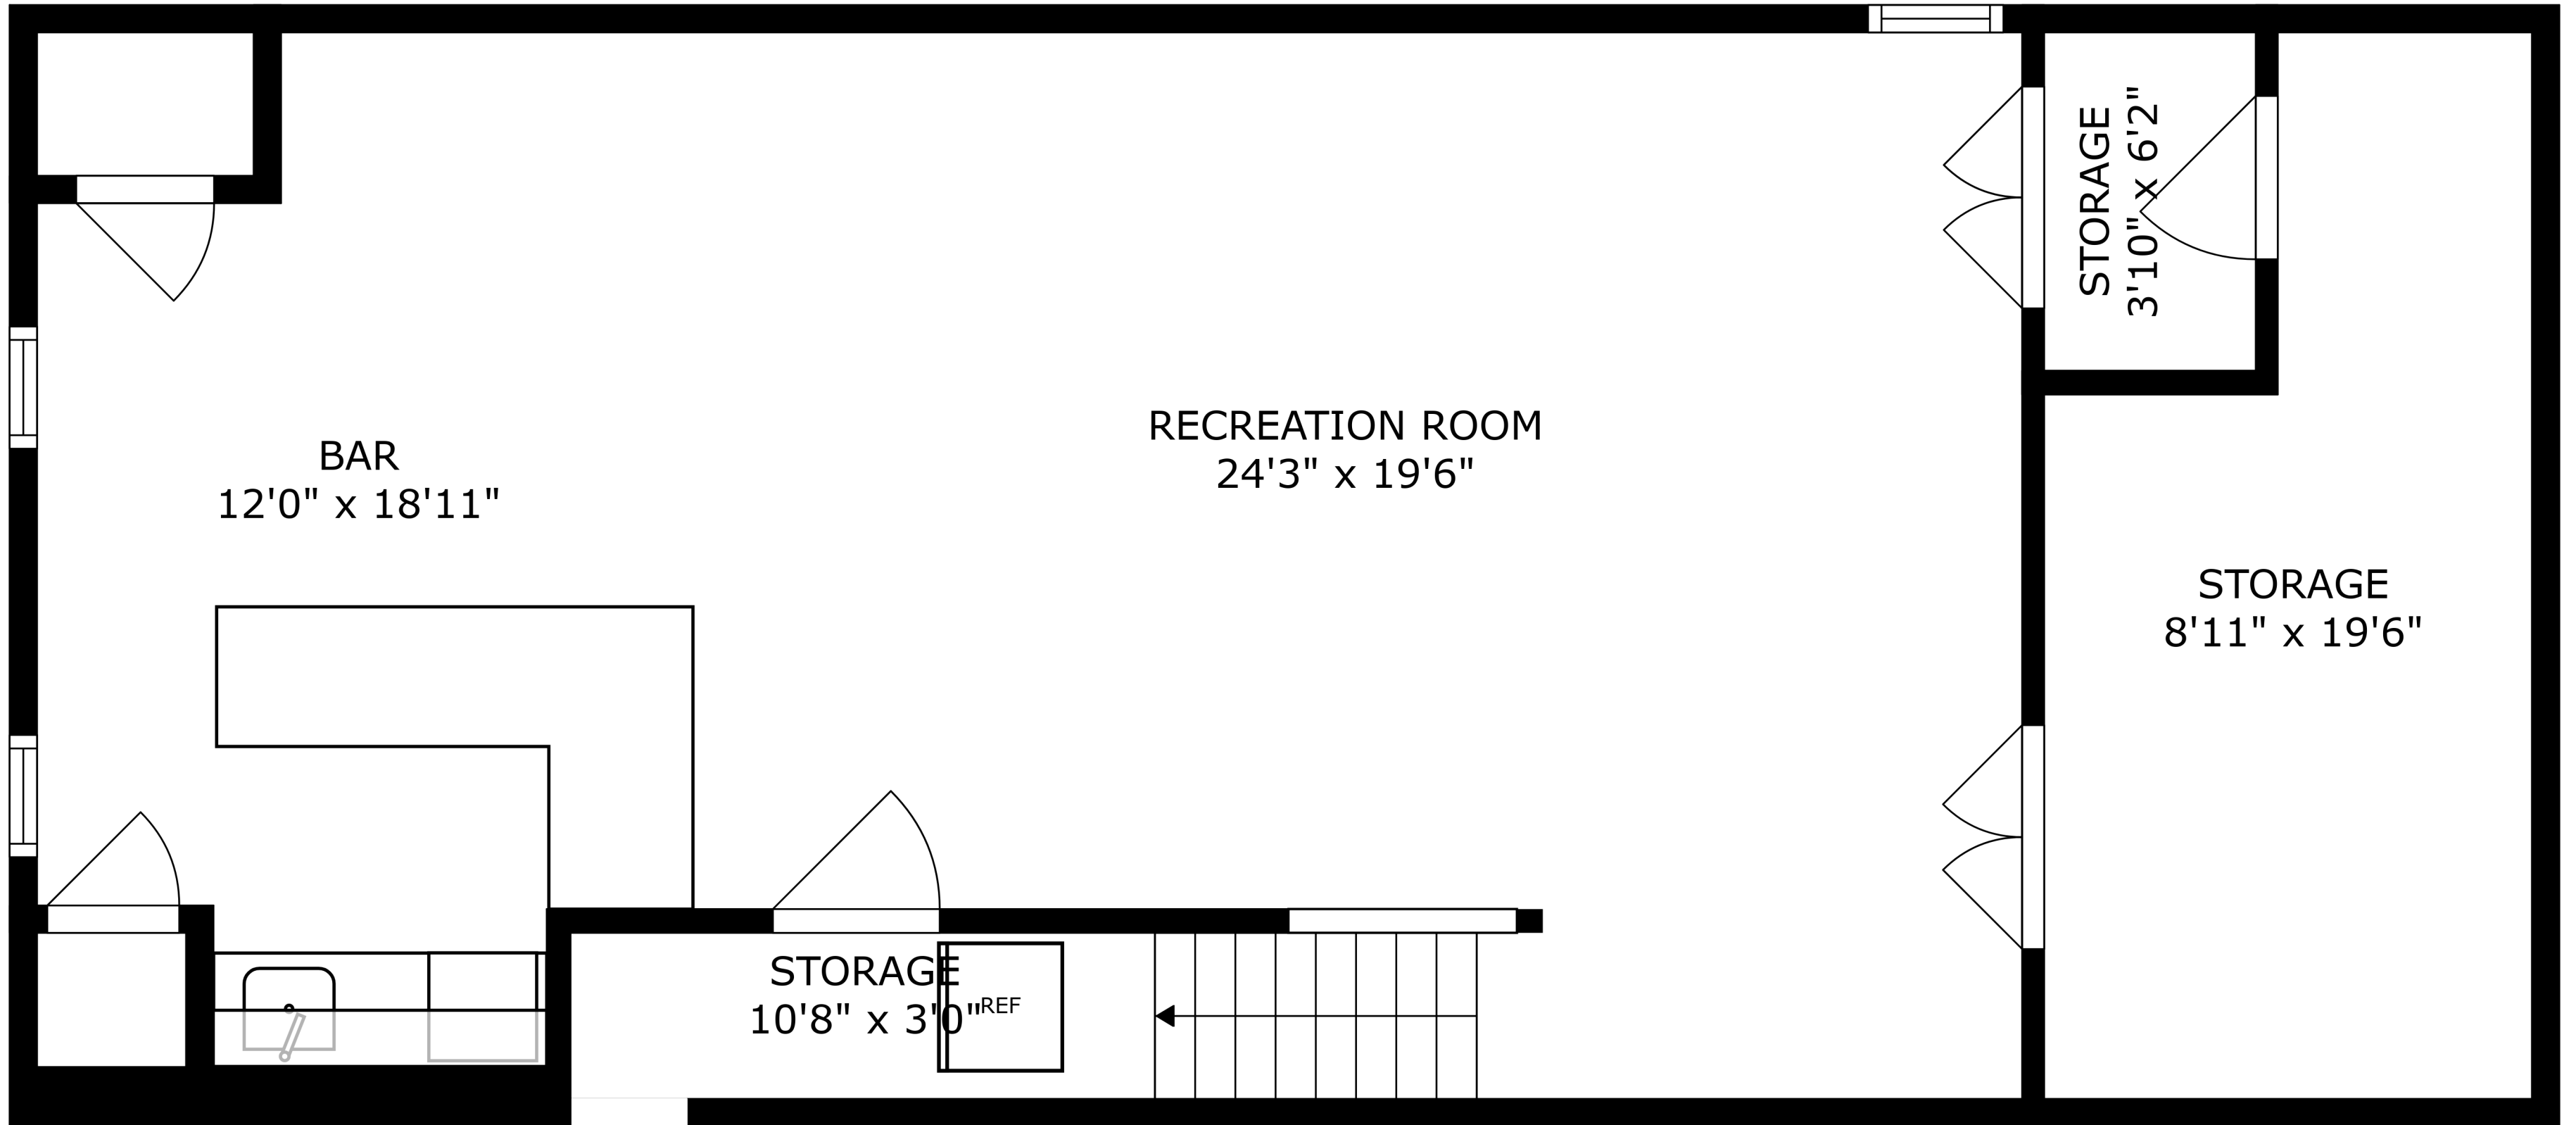 STORAGE
3'10" x 6'2"
RECREATION ROOM
24'3" x 19'6"
BAR
12'0" x 18'11"
STORAGE
8'11" x 19'6"
STORAGE
10'8" x 3'0"
REF